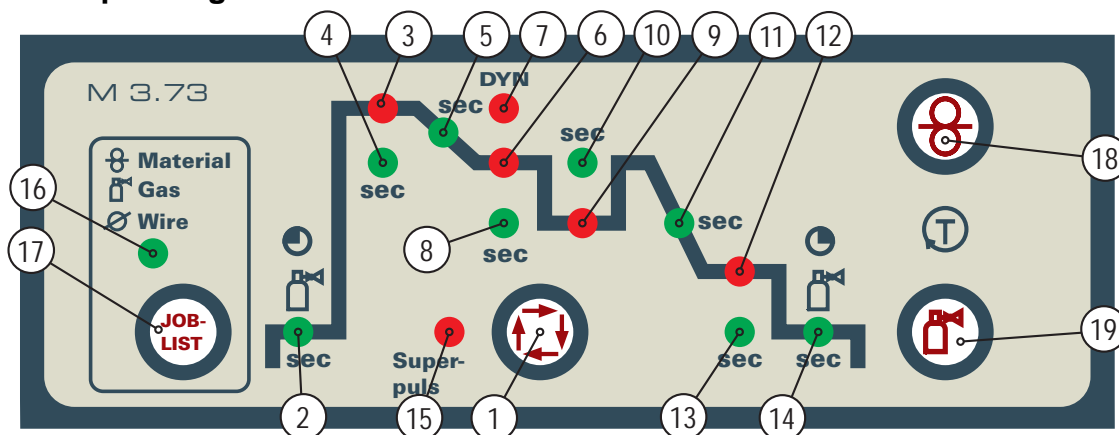 4
3
5
7
6
10
9
11
12
M 3.73
DYN
sec
sec
Material
Gas
Wire
16
18
sec
sec
17
8
sec
T
JOB-
LIST
sec
Super-
puls
sec
sec
19
2
15
1
13
14